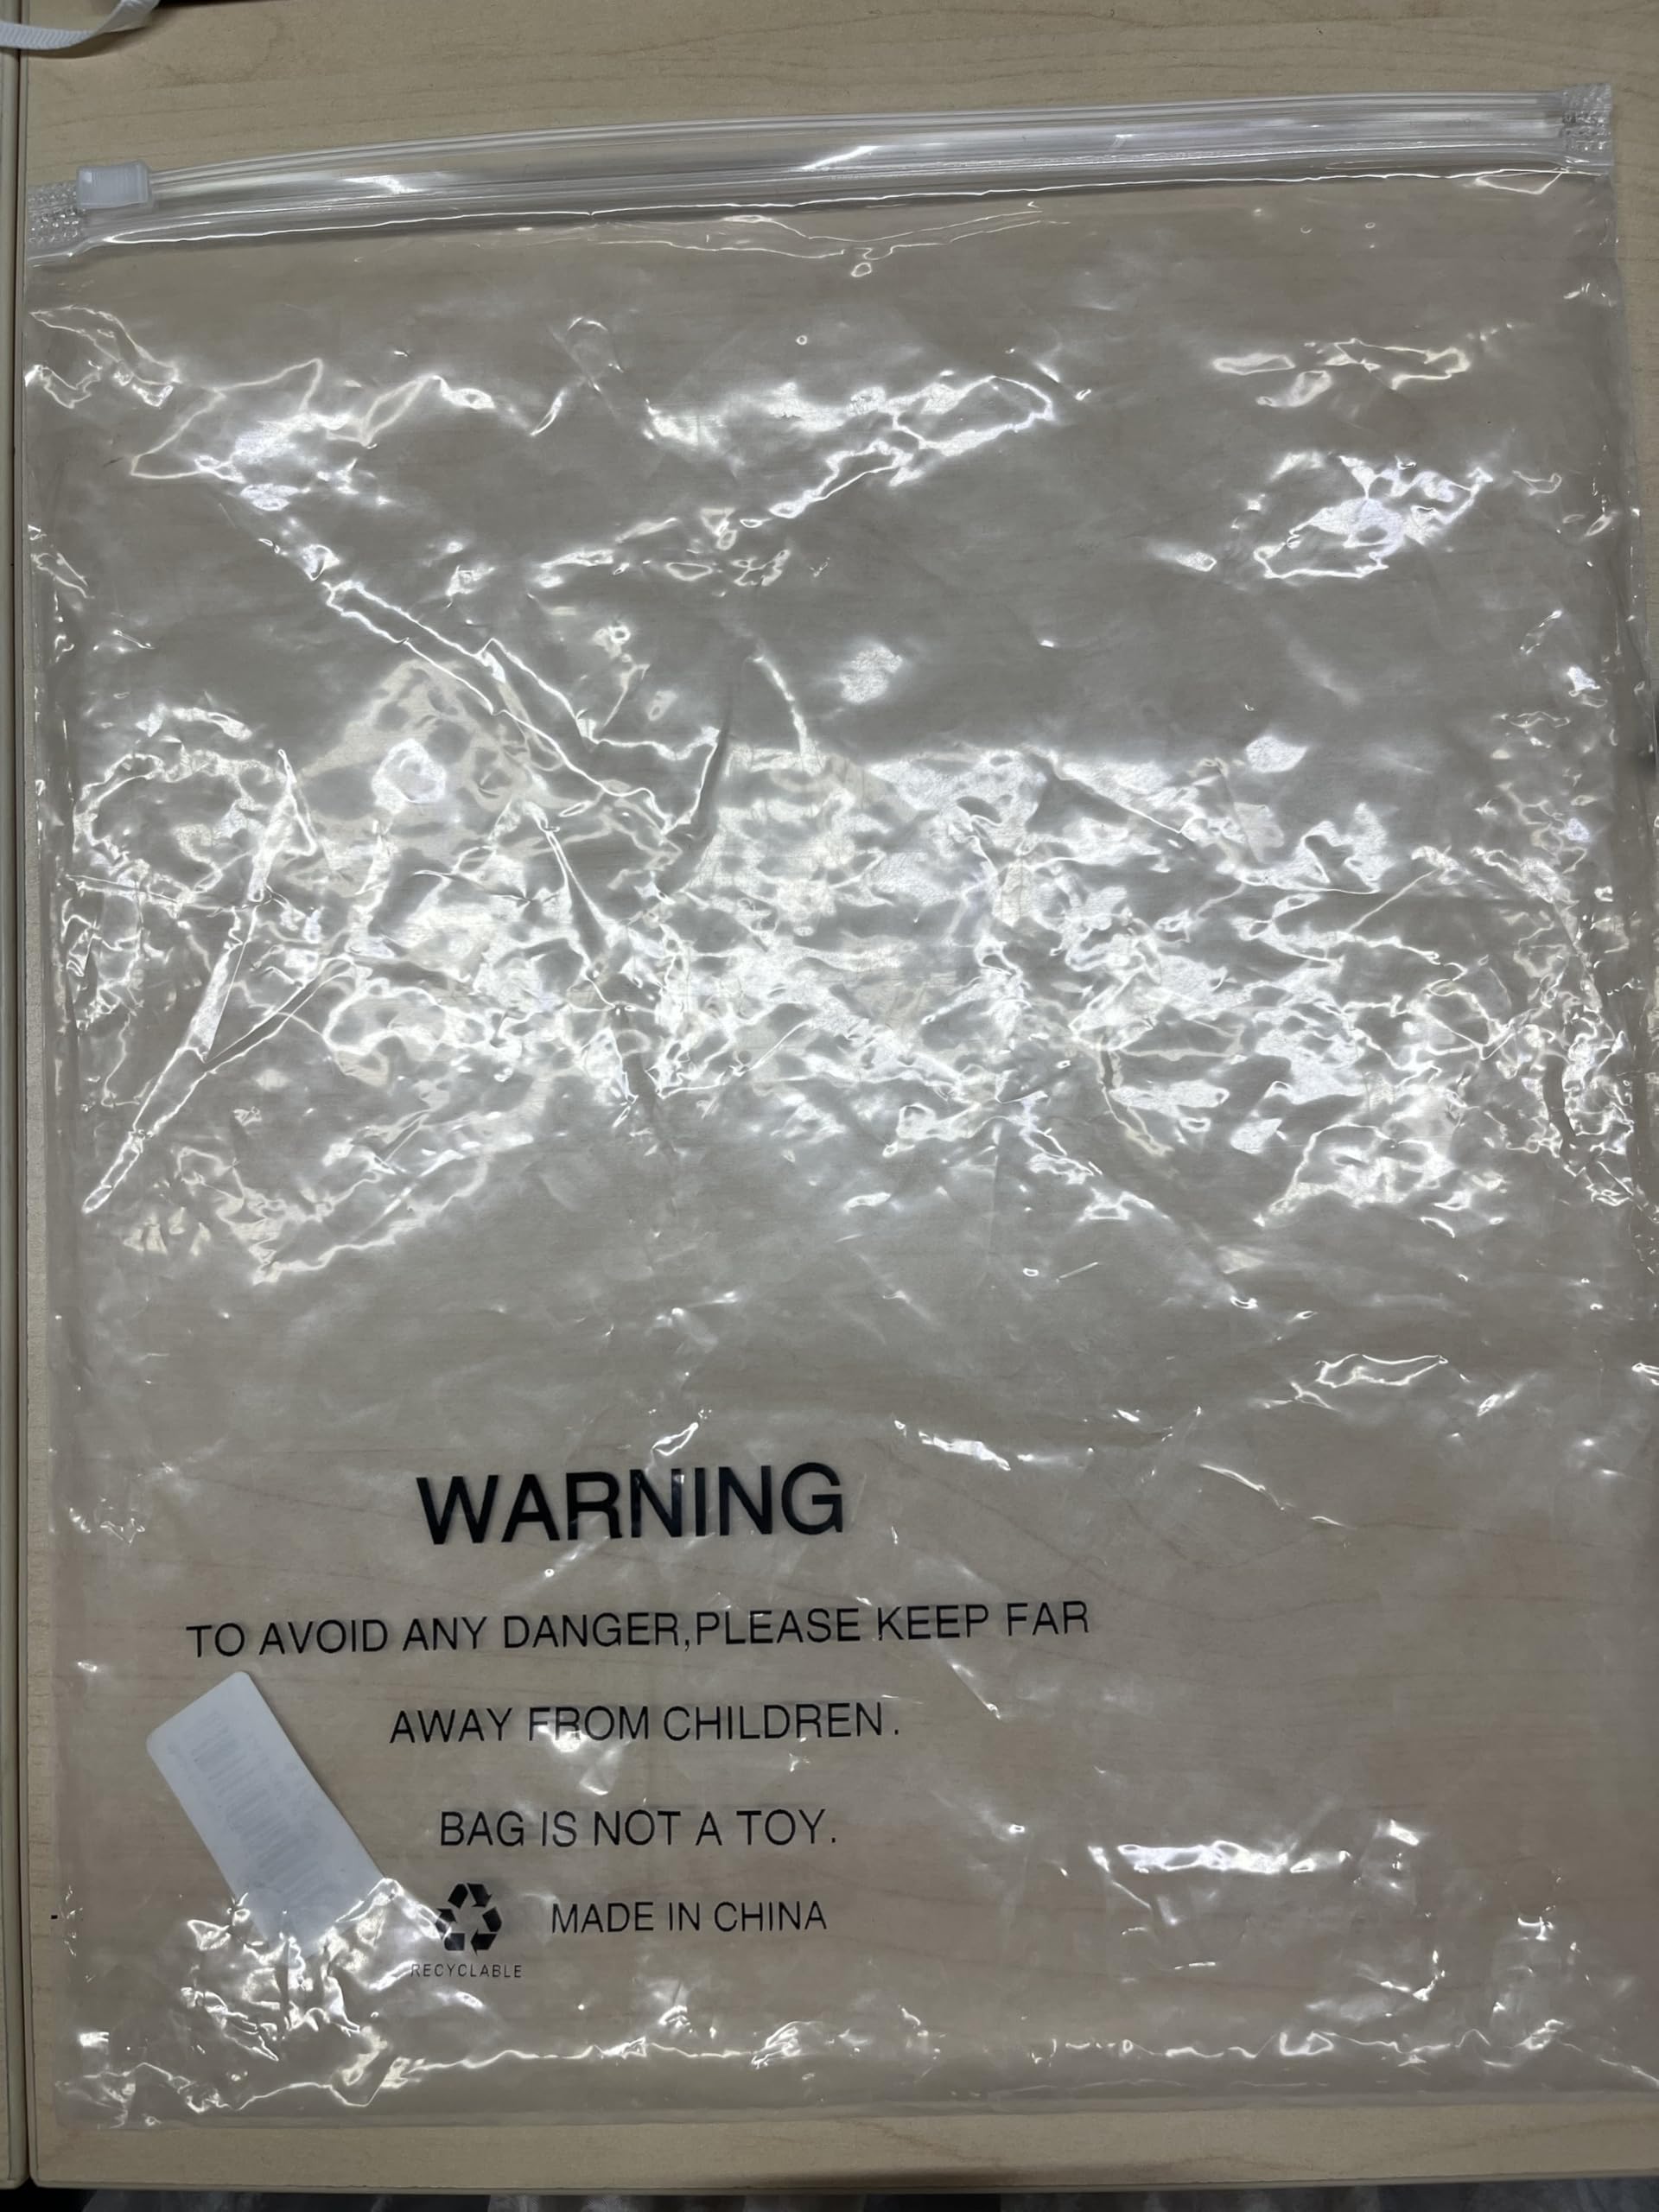 WARNING
TO AVOID ANY DANGER,PLEASE KEEP FAR
AWAY FROM CHILDREN.
BAG IS NOT A TOY.
MADE IN CHINA
RECYCLABLE